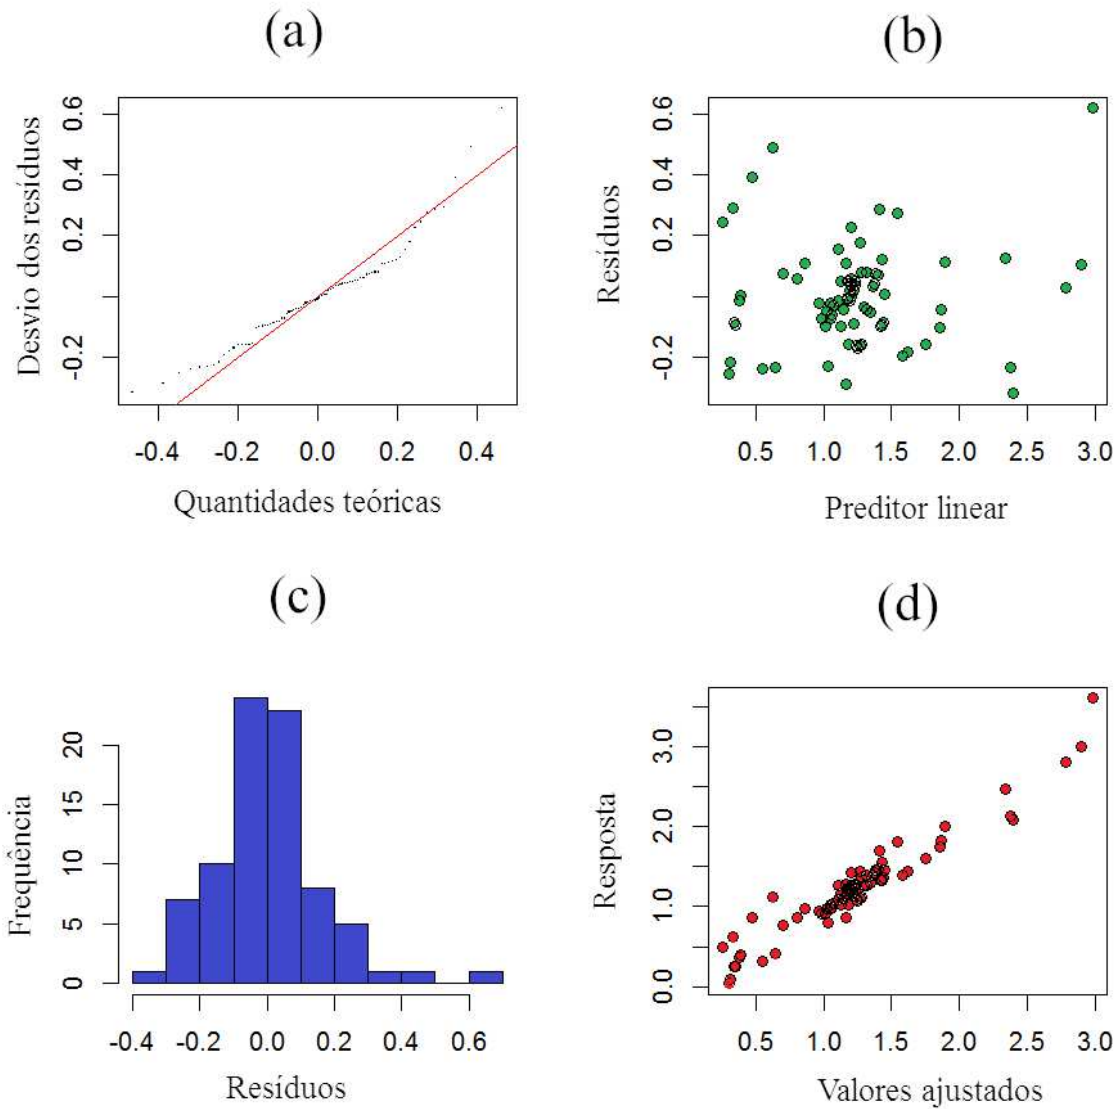 (a)
Desvio dos resíduos
0.6
0.4
0.2
-0.2
-0.4 -0.2 0.0 0.2 0.4
Quantidades teóricas
(b)
Resíduos
0.6
0.4
0.2
-0.2
0.5 1.0 1.5 2.0 2.5 3.0
Preditor linear
(c)
Frequência
20
15
10
5
0
-0.4 -0.2 0.0 0.2 0.4 0.6
Resíduos
(d)
Resposta
3.0
2.0
1.0
0.0
0.5 1.0 1.5 2.0 2.5 3.0
Valores ajustados